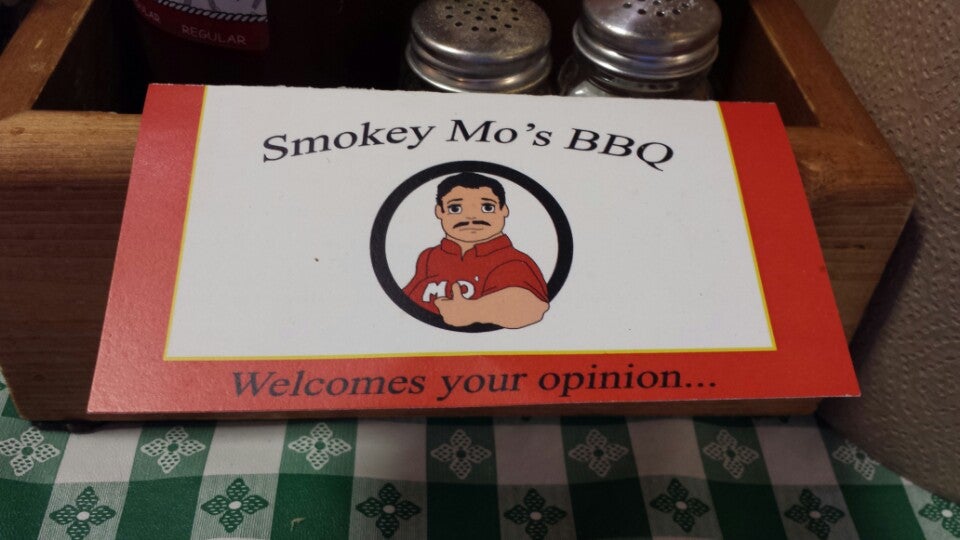 REGULAR
Smokey Mo's BBQ
MO'
Welcomes your opinion...